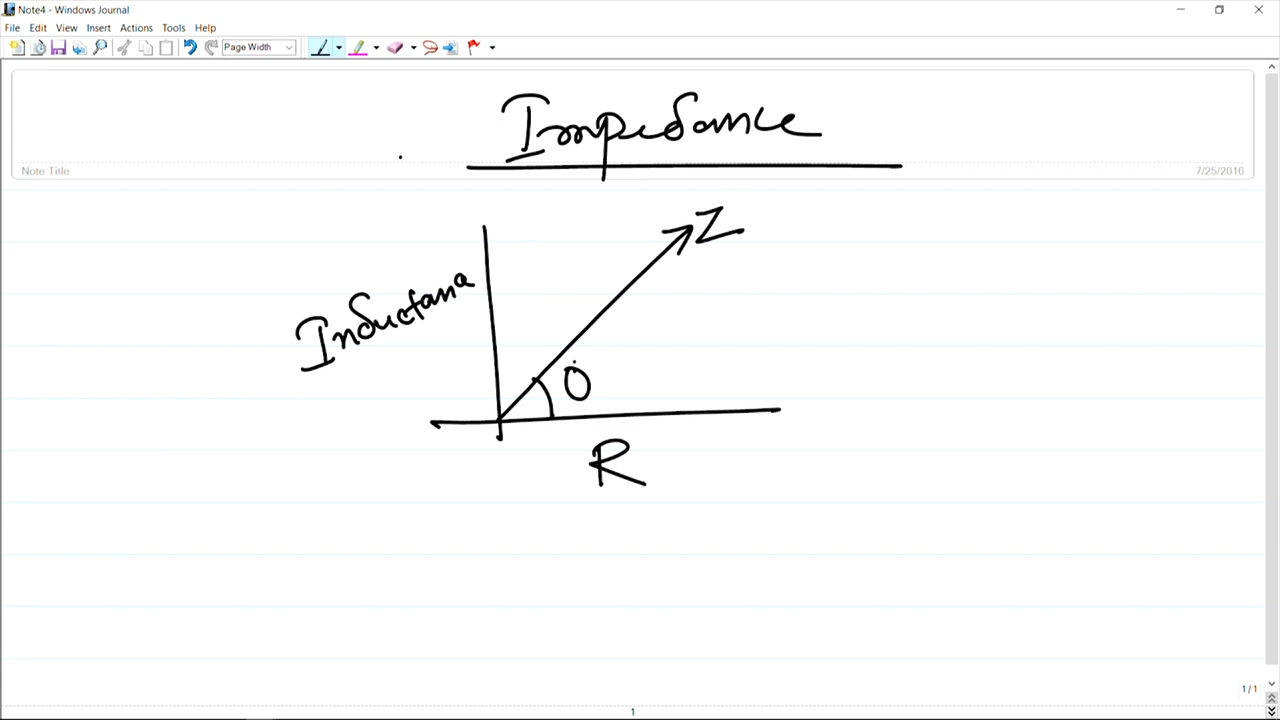 Note4 - Windows Journal
File Edit View Insert Actions Tools Help
Page Width
Impedance
Note Title
7/25/2016
Z
Inductance
θ
R
1/1
1